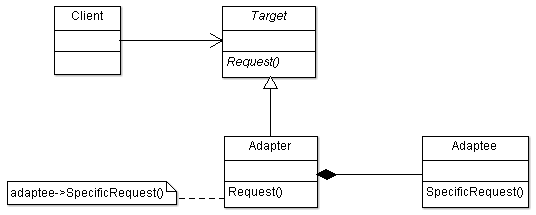 Client
Target
Request()
Adapter
Request()
Adaptee
SpecificRequest()
adaptee->SpecificRequest()